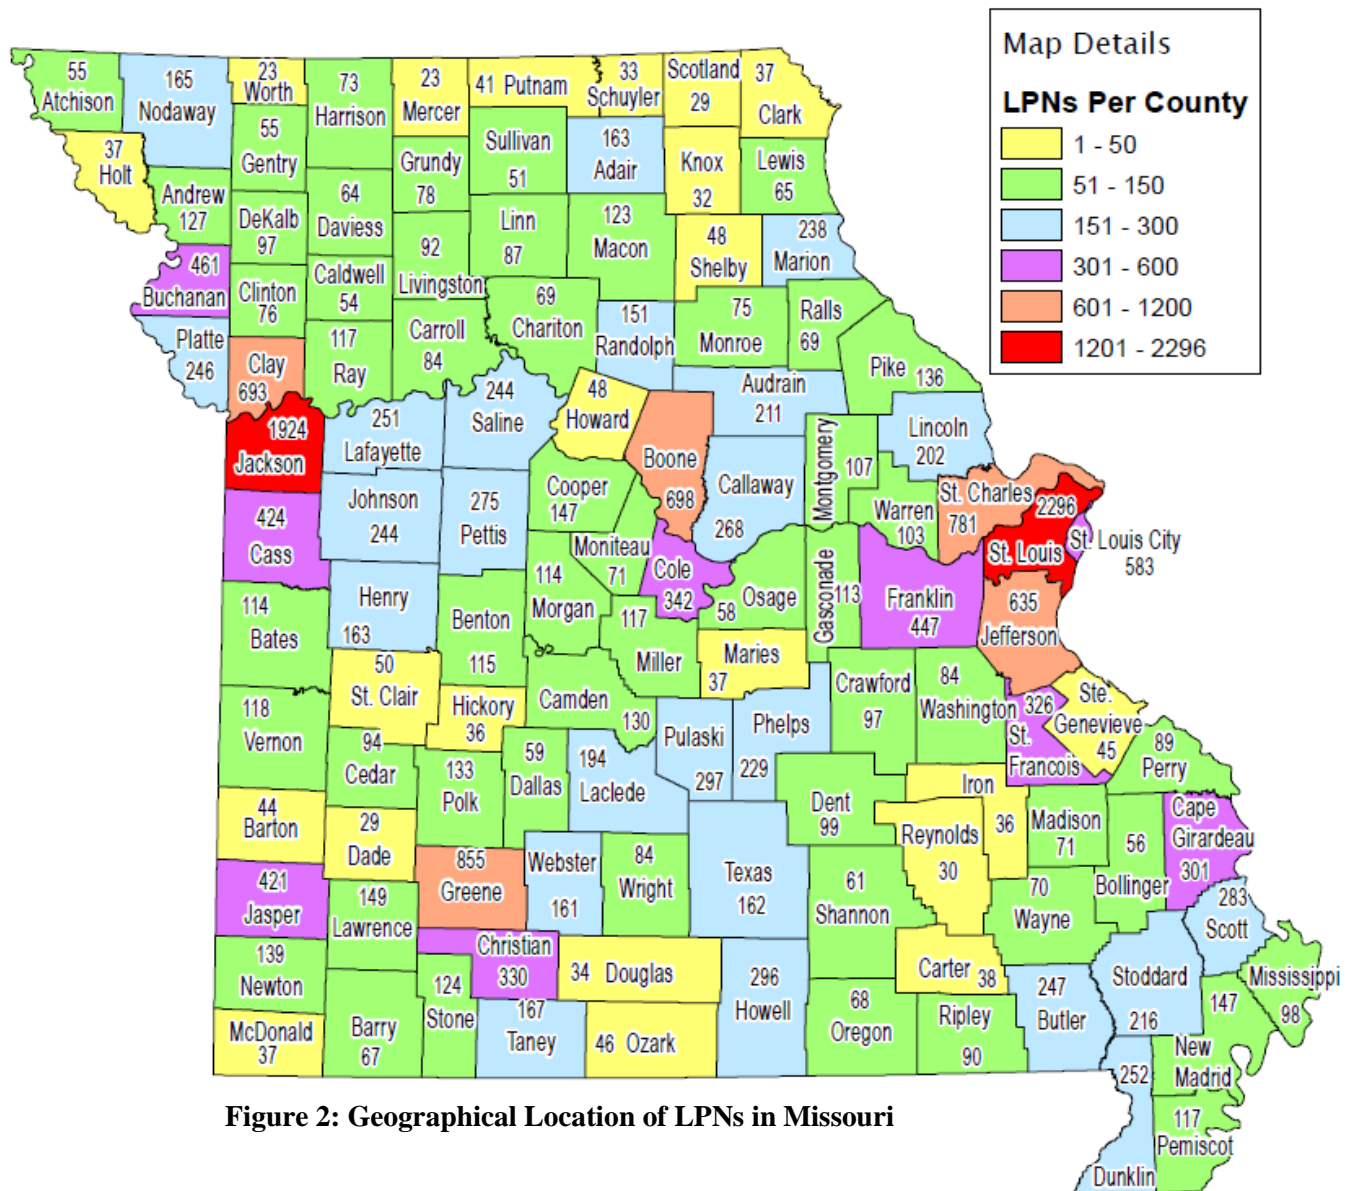 Map Details
LPNs Per County
1 - 50
51 - 150
151 - 300
301 - 600
601 - 1200
1201 - 2296
55
Atchison
165
Nodaway
23
Worth
73
Harrison
23
Mercer
41 Putnam
33
Schuyler
Scotland
29
37
Clark
37
Holt
55
Gentry
Grundy
78
Sullivan
51
163
Adair
Knox
32
Lewis
65
Andrew
127
DeKalb
97
64
Daviess
92
Livingston
Linn
87
123
Macon
48
Shelby
238
Marion
461
Buchanan
Clinton
76
Caldwell
54
69
Chariton
151
Randolph
75
Monroe
Ralls
69
Platte
246
Clay
693
117
Ray
Carroll
84
Pike 136
1924
Jackson
251
Lafayette
244
Saline
48
Howard
Boone
698
Audrain
211
Callaway
268
Montgomery
107
Lincoln
202
Warren
103
St. Charles
781
2296
St. Louis
St. Louis City
583
424
Cass
Johnson
244
275
Pettis
Cooper
147
Moniteau
71
Cole
342
58 Osage
Gasconade
113
Franklin
447
635
Jefferson
114
Bates
Henry
163
Benton
115
114
Morgan
117
Miller
Maries
37
Crawford
97
84
Washington
326
St.
Francois
Ste.
Genevieve
45
89
Perry
118
Vernon
50
St. Clair
Hickory
36
Camden
130
Pulaski
297
Phelps
229
94
Cedar
133
Polk
59
Dallas
194
Laclede
Dent
99
Iron
36
Reynolds
30
Madison
71
56
Bollinger
Cape
Girardeau
301
44
Barton
29
Dade
855
Greene
Webster
161
84
Wright
Texas
162
61
Shannon
70
Wayne
283
Scott
421
Jasper
149
Lawrence
Christian
330
34 Douglas
296
Howell
Carter 38
Stoddard
216
Mississippi
98
139
Newton
124
Stone
167
Taney
46 Ozark
68
Oregon
Ripley
90
247
Butler
147
New
Madrid
McDonald
37
Barry
67
252
Dunklin
117
Pemiscot
Figure 2: Geographical Location of LPNs in Missouri